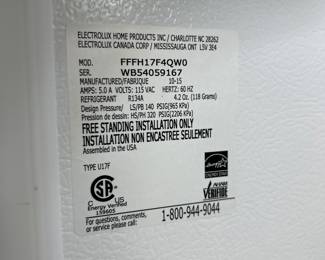 ELECTROLUX HOME PRODUCTS INC / CHARLOTTE NC 28262
ELECTROLUX CANADA CORP / MISSISSAUGA ONT L5V 3E4
MOD. FFFH17F4QW0
SER. WB54059167
MANUFACTURED/FABRIQUE 10-15
AMPS: 5.0 A VOLTS: 115 VAC HERTZ: 60 HZ
REFRIGERANT R134A 4.2 Oz. (118 Grams)
Design/Pression: LS/PB 140 PSIG(965 KPa)
Pressure/De design: HS/PH 320 PSIG(2206 KPa)
FREE STANDING INSTALLATION ONLY
INSTALLATION NON ENCASTREE SEULEMENT
Assembled in the USA
TYPE U17F
ENERGY STAR
C US
Energy Verified
VERIFIDE
For questions, comments,
or service please call:
1-800-944-9044